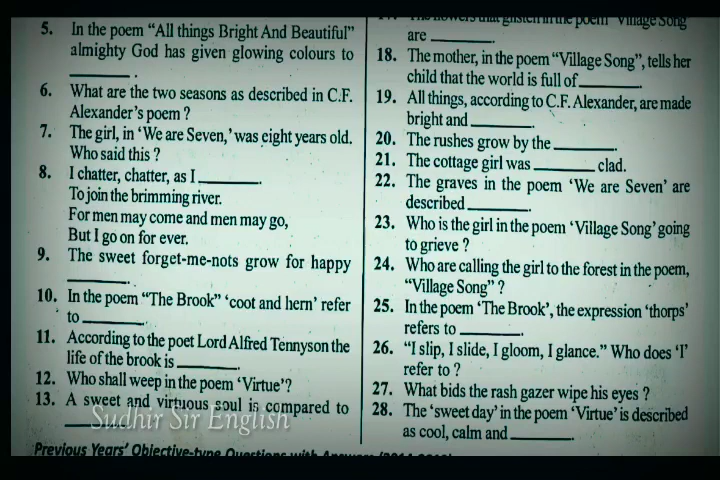 5. In the poem “All things Bright And Beautiful”
almighty God has given glowing colours to
________.
6. What are the two seasons as described in C.F.
Alexander’s poem ?
7. The girl, in ‘We are Seven,’ was eight years old.
Who said this ?
8. I chatter, chatter, as I ________.
To join the brimming river.
For men may come and men may go,
But I go on for ever.
9. The sweet forget-me-nots grow for happy
________.
10. In the poem “The Brook” ‘coot and hern’ refer
to ________.
11. According to the poet Lord Alfred Tennyson the
life of the brook is ________.
12. Who shall weep in the poem ‘Virtue’?
13. A sweet and virtuous soul is compared to
________.
Sudhir Sir English
Previous Years’ Objective-type Questions with Answers
The flowers that glisten in the poem “Village Song”
are ________.
18. The mother, in the poem “Village Song”, tells her
child that the world is full of ________.
19. All things, according to C.F. Alexander, are made
bright and ________.
20. The rushes grow by the ________.
21. The cottage girl was ________ clad.
22. The graves in the poem ‘We are Seven’ are
described ________.
23. Who is the girl in the poem ‘Village Song’ going
to grieve ?
24. Who are calling the girl to the forest in the poem,
“Village Song” ?
25. In the poem ‘The Brook’, the expression ‘thorps’
refers to ________.
26. “I slip, I slide, I gloom, I glance.” Who does ‘I’
refer to ?
27. What bids the rash gazer wipe his eyes ?
28. The ‘sweet day’ in the poem ‘Virtue’ is described
as cool, calm and ________.